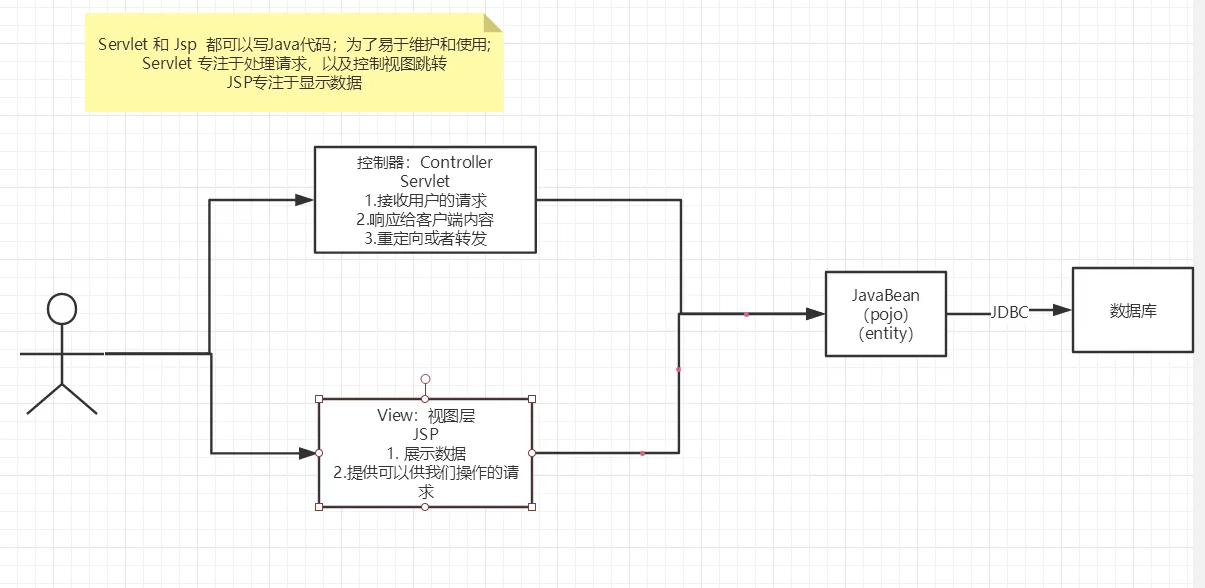 Servlet 和 Jsp  都可以写Java代码；为了易于维护和使用;
Servlet 专注于处理请求，以及控制视图跳转
JSP专注于显示数据
控制器：Controller
Servlet
1.接收用户的请求
2.响应给客户端内容
3.重定向或者转发
View：视图层
JSP
1. 展示数据
2.提供可以供我们操作的请
求
JavaBean
（pojo）
（entity）
JDBC
数据库